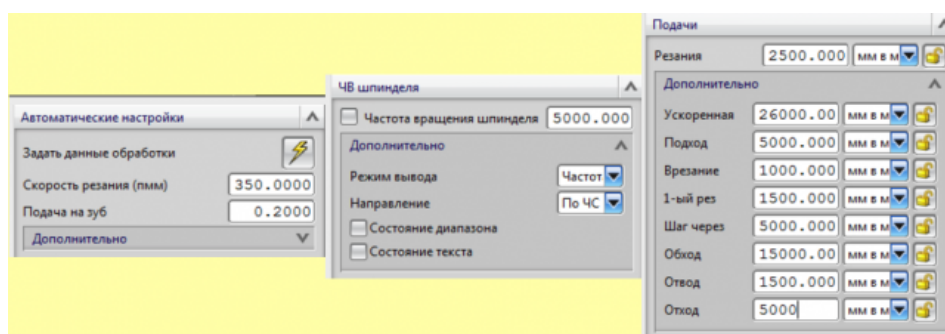 Автоматические настройки
Задать данные обработки
Скорость резания (пмм) 350.0000
Подача на зуб 0.2000
Дополнительно
ЧВ шпинделя
Частота вращения шпинделя 5000.000
Дополнительно
Режим вывода Частот
Направление По ЧС
Состояние диапазона
Состояние текста
Подачи
Резания 2500.000 мм в м
Дополнительно
Ускоренная 26000.00 мм в м
Подход 5000.000 мм в м
Врезание 1000.000 мм в м
1-ый рез 1500.000 мм в м
Шаг через 5000.000 мм в м
Обход 15000.00 мм в м
Отвод 1500.000 мм в м
Отход 5000 мм в м